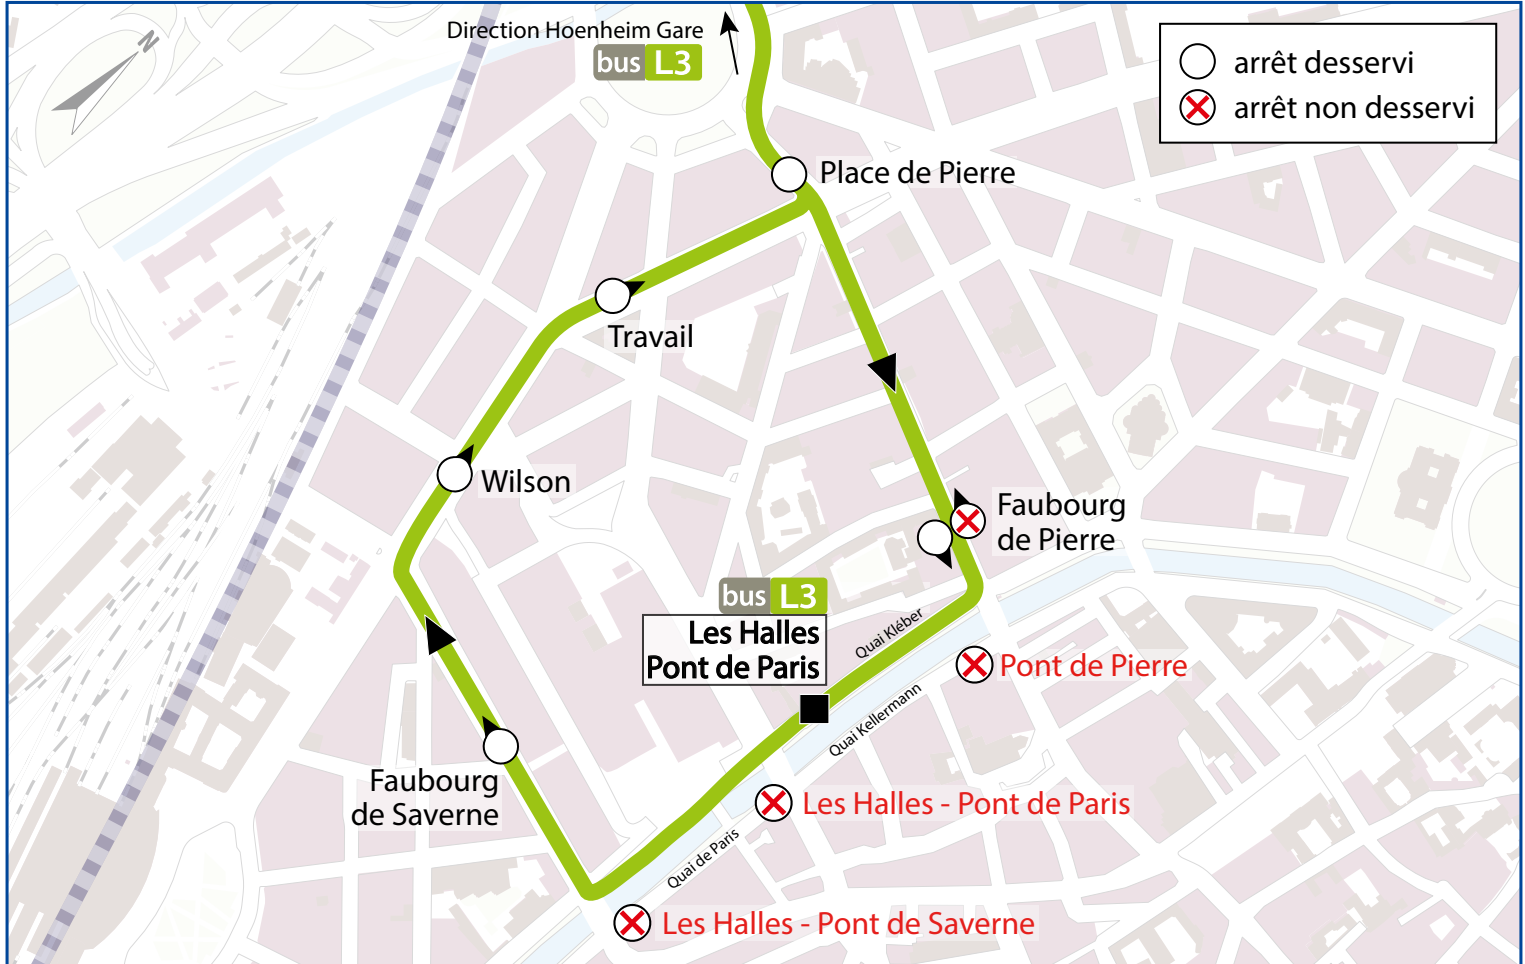 Direction Hoenheim Gare
bus L3
N
arrêt desservi
arrêt non desservi
Place de Pierre
Travail
Wilson
Faubourg
de Pierre
bus L3
Les Halles
Pont de Paris
Quai Kléber
Pont de Pierre
Quai Kellermann
Faubourg
de Saverne
Les Halles - Pont de Paris
Quai de Paris
Les Halles - Pont de Saverne